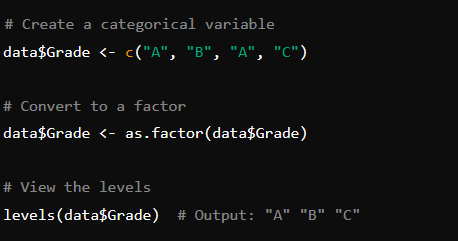 # Create a categorical variable
data$Grade <- c("A", "B", "A", "C")
# Convert to a factor
data$Grade <- as.factor(data$Grade)
# View the levels
levels(data$Grade)  # Output: "A" "B" "C"